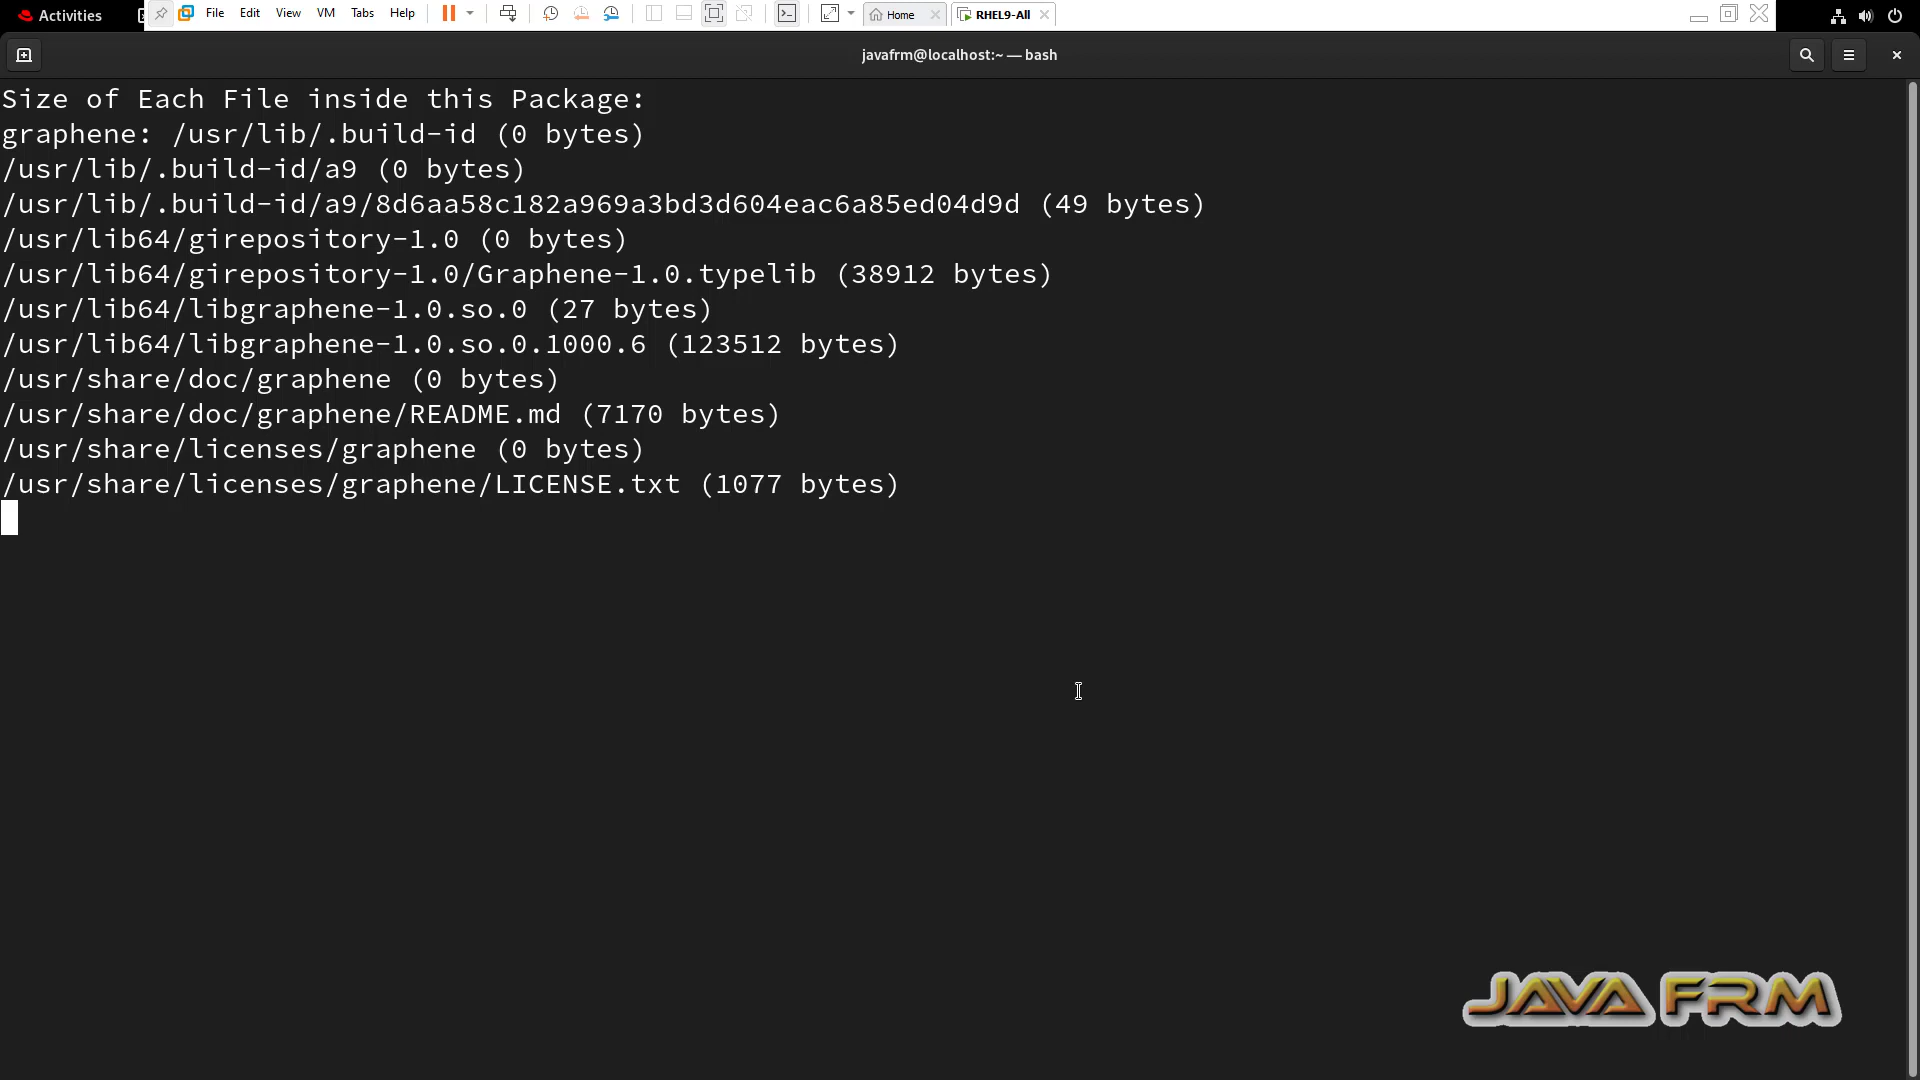 Activities
File Edit View VM Tabs Help Home RHEL9-All
javafrm@localhost:~ — bash
Size of Each File inside this Package:
graphene: /usr/lib/.build-id (0 bytes)
/usr/lib/.build-id/a9 (0 bytes)
/usr/lib/.build-id/a9/8d6aa58c182a969a3bd3d604eac6a85ed04d9d (49 bytes)
/usr/lib64/girepository-1.0 (0 bytes)
/usr/lib64/girepository-1.0/Graphene-1.0.typelib (38912 bytes)
/usr/lib64/libgraphene-1.0.so.0 (27 bytes)
/usr/lib64/libgraphene-1.0.so.0.1000.6 (123512 bytes)
/usr/share/doc/graphene (0 bytes)
/usr/share/doc/graphene/README.md (7170 bytes)
/usr/share/licenses/graphene (0 bytes)
/usr/share/licenses/graphene/LICENSE.txt (1077 bytes)
JAVA FRM